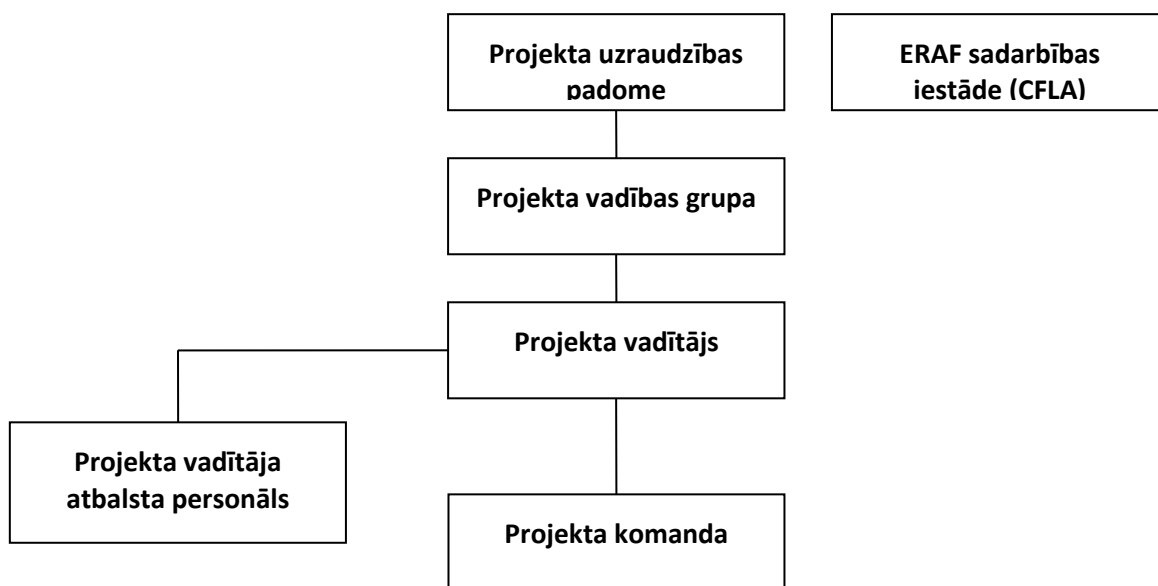 Projekta uzraudzības
padome
ERAF sadarbības
iestāde (CFLA)
Projekta vadības grupa
Projekta vadītājs
Projekta vadītāja
atbalsta personāls
Projekta komanda